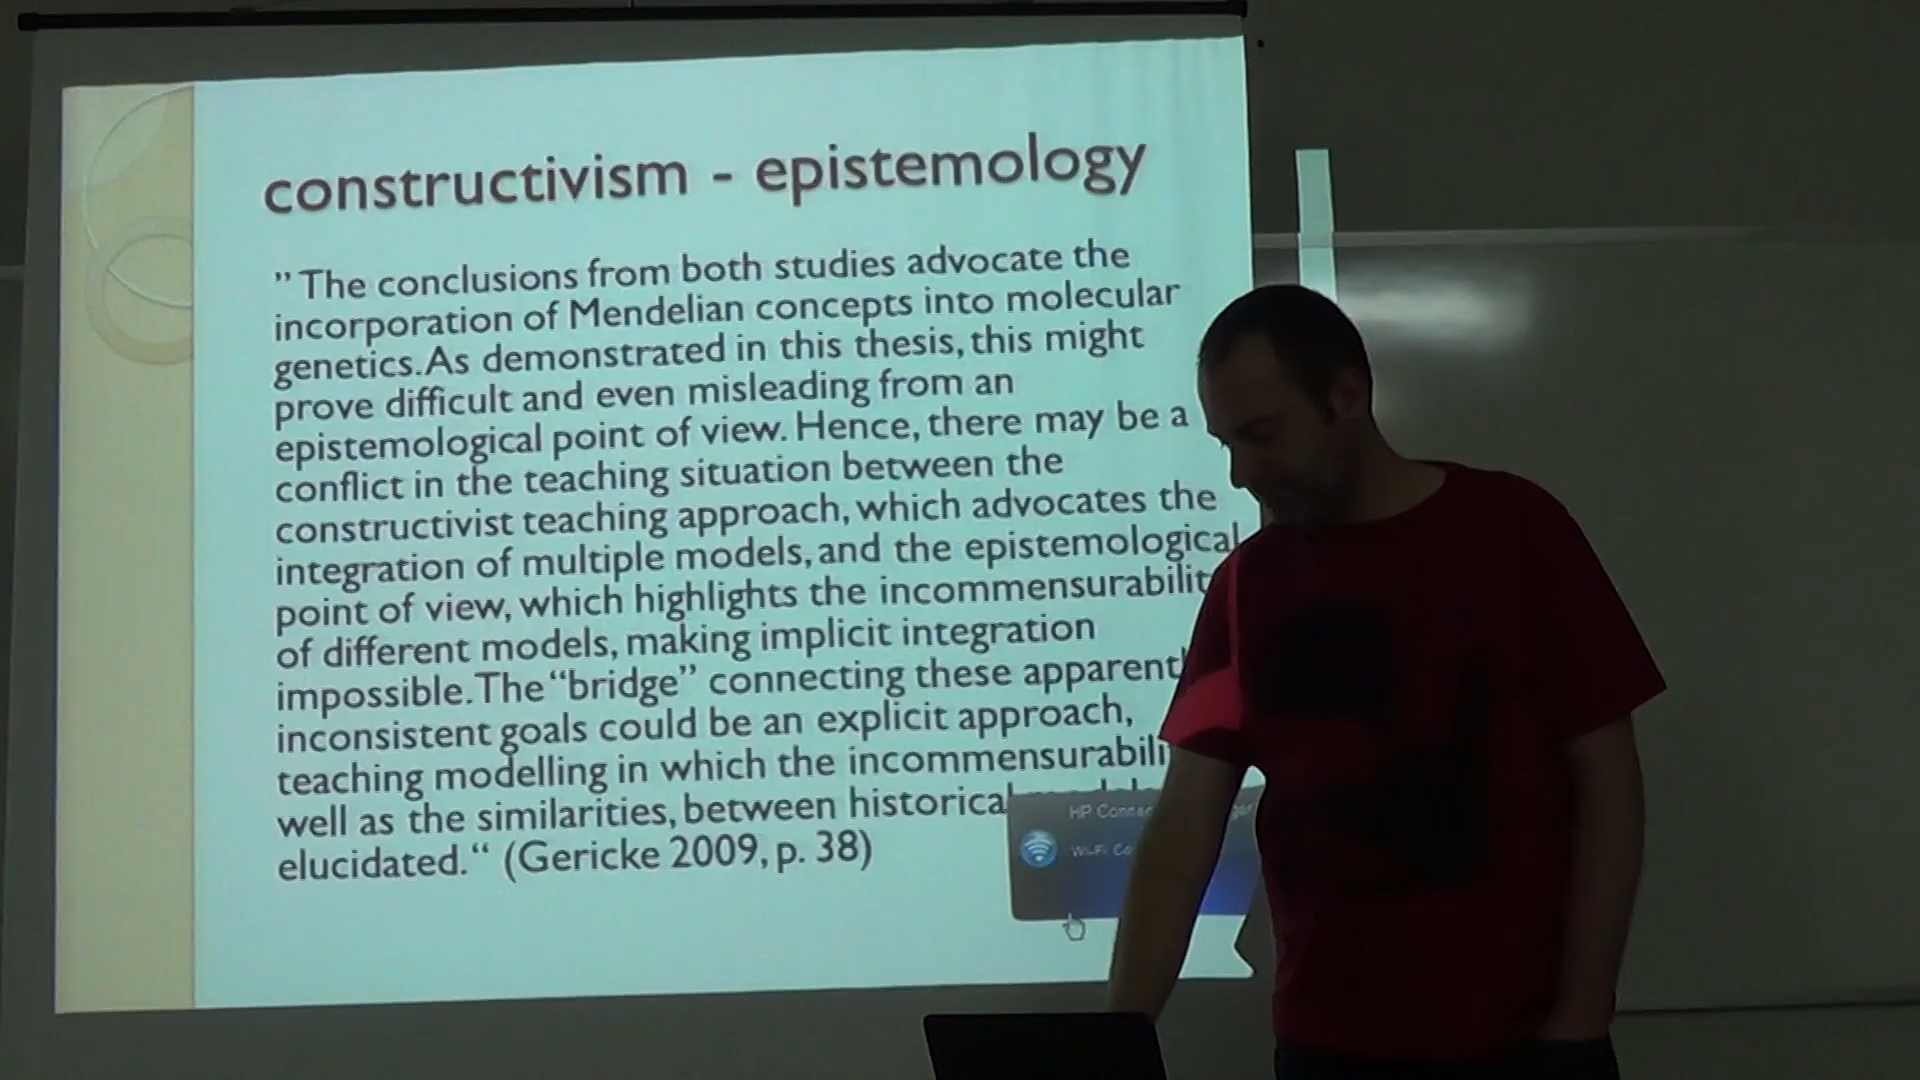 constructivism - epistemology
” The conclusions from both studies advocate the
incorporation of Mendelian concepts into molecular
genetics. As demonstrated in this thesis, this might
prove difficult and even misleading from an
epistemological point of view. Hence, there may be a
conflict in the teaching situation between the
constructivist teaching approach, which advocates the
integration of multiple models, and the epistemological
point of view, which highlights the
of different models, making implicit integration
impossible. The “bridge” connecting these
inconsistent goals could be an explicit approach,
teaching modelling in which the
well as the similarities, between
elucidated.“ (Gericke 2009, p. 38)
HP